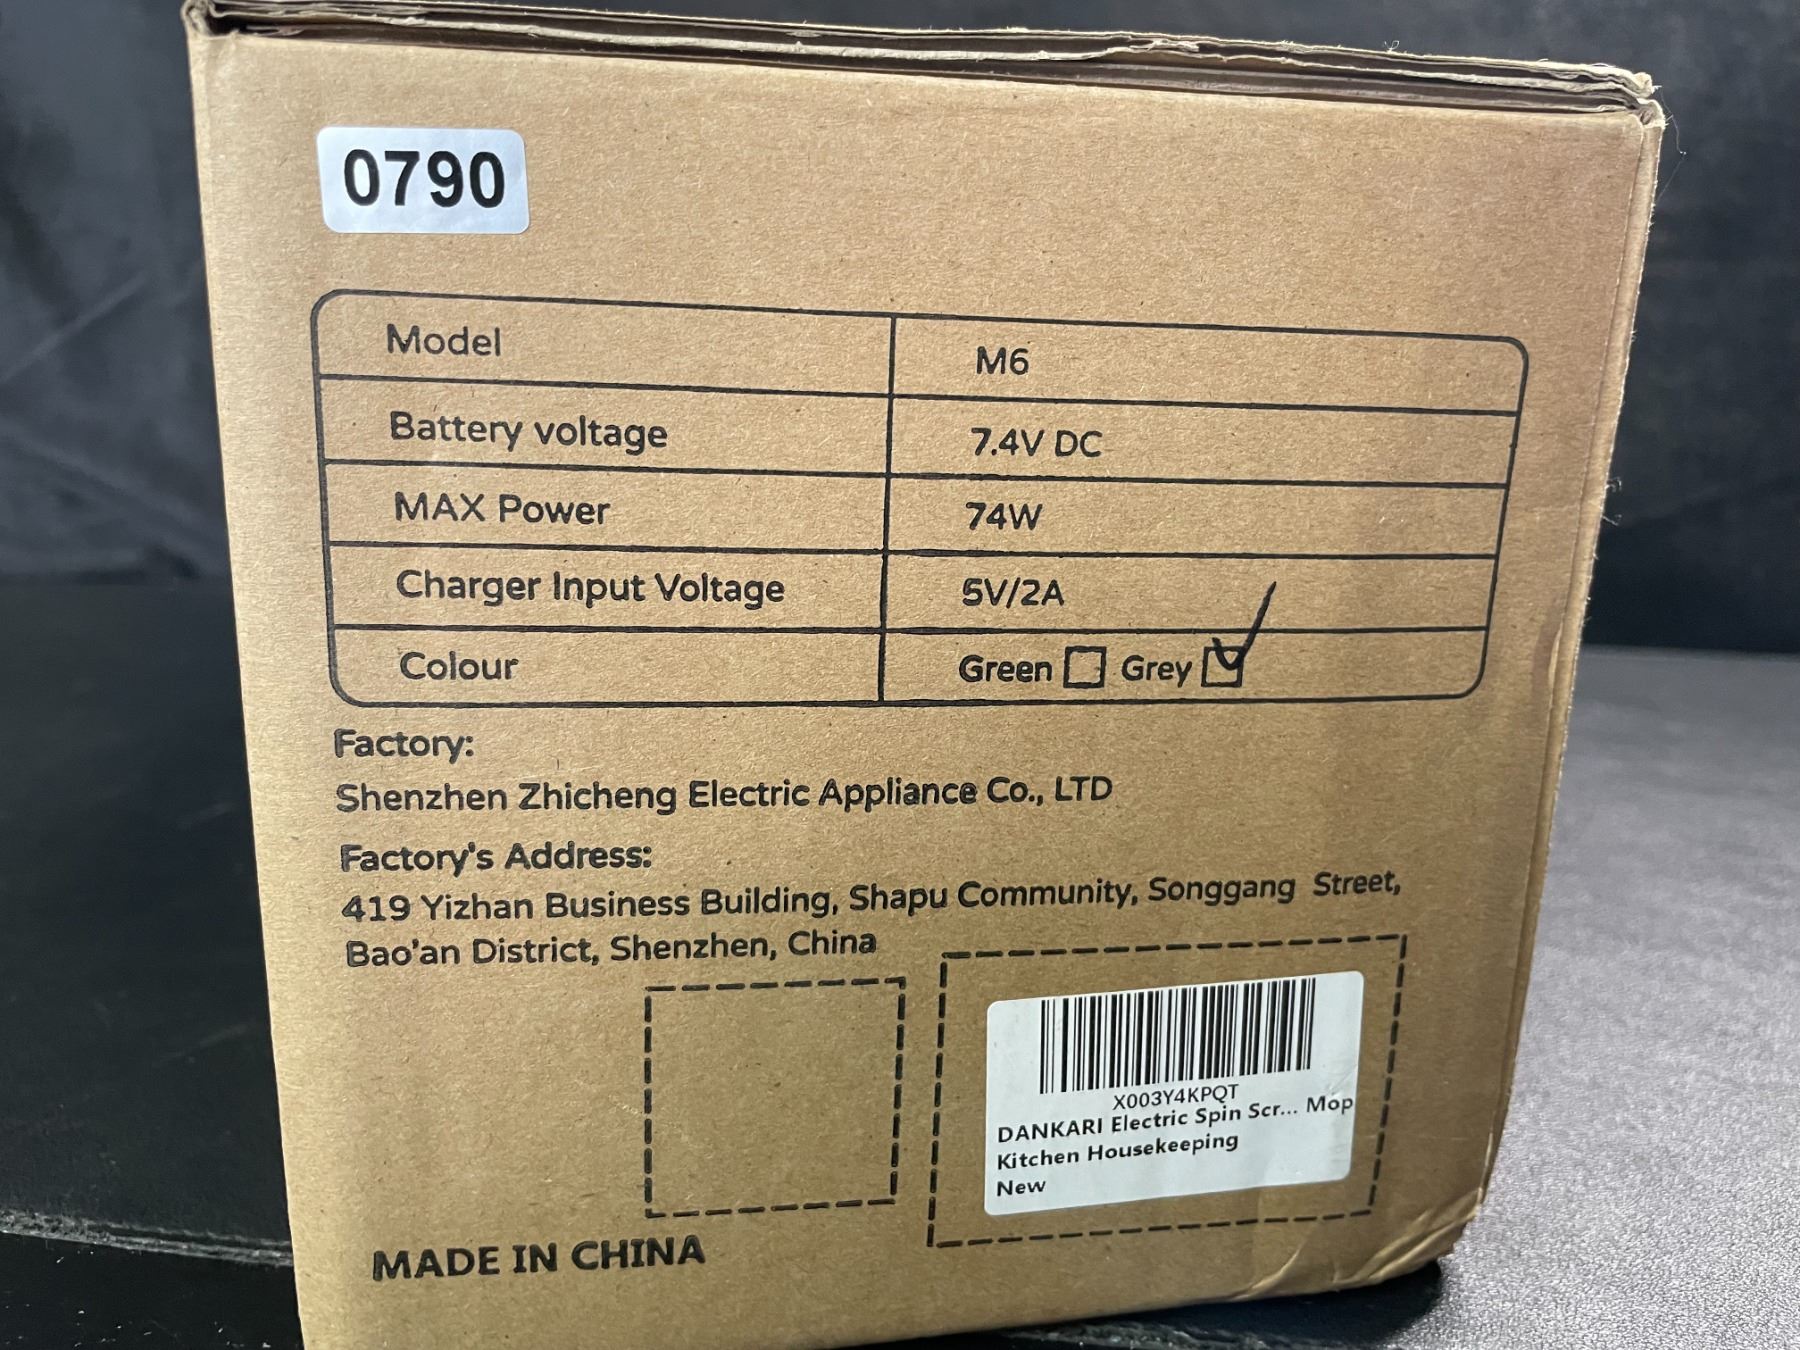 0790
Model M6
Battery voltage 7.4V DC
MAX Power 74W
Charger Input Voltage 5V/2A
Colour Green Grey
Factory:
Shenzhen Zhicheng Electric Appliance Co., LTD
Factory's Address:
419 Yizhan Business Building, Shapu Community, Songgang Street,
Bao'an District, Shenzhen, China
X003Y4KPQT
DANKARI Electric Spin Scr... Mop
Kitchen Housekeeping
New
MADE IN CHINA